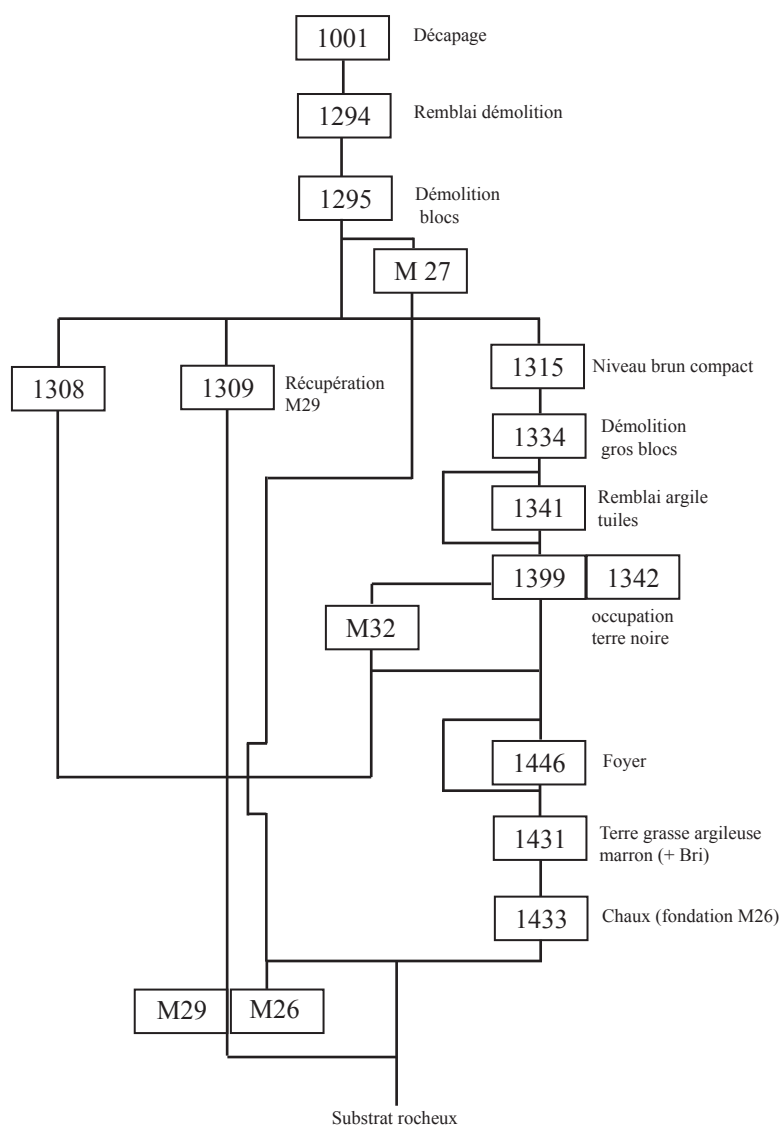 1001 Décapage
1294 Remblai démolition
1295 Démolition
blocs
M 27
1308
1309 Récupération
M29
1315 Niveau brun compact
1334 Démolition
gros blocs
1341 Remblai argile
tuiles
1399 1342
occupation
terre noire
M32
1446 Foyer
1431 Terre grasse argileuse
marron (+ Bri)
1433 Chaux (fondation M26)
M29 M26
Substrat rocheux